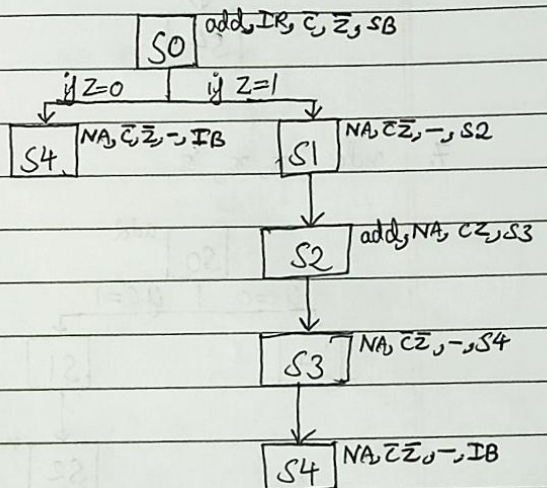 S0 add, IR, C̅, Z̅, SB
if Z=0 if Z=1
S4 NA, C̅, Z̅, -, IB
S1 NA, C̅Z̅, -, S2
S2 add, NA, CZ, S3
S3 NA, C̅Z̅, -, S4
S4 NA, C̅Z̅, -, IB